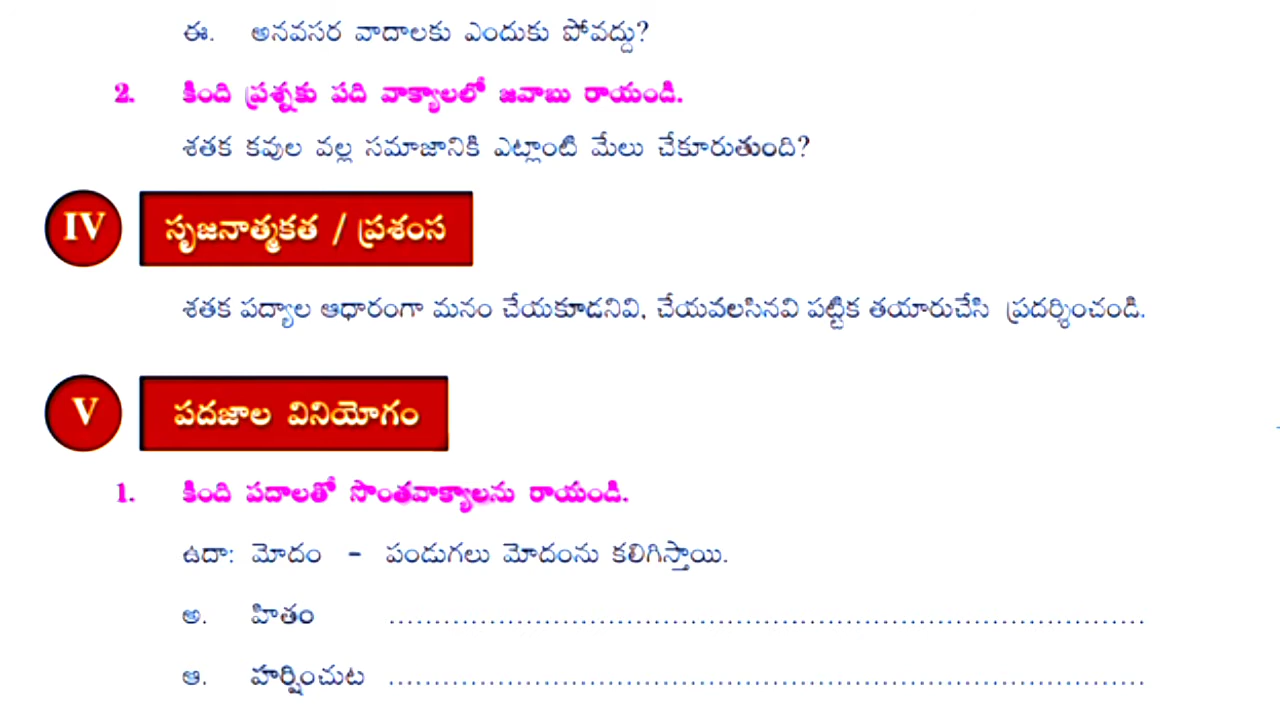 ఈ. అనవసర వాదాలకు ఎందుకు పోవద్దు?
2. కింది ప్రశ్నకు పది వాక్యాలలో జవాబు రాయండి.
శతక కవుల వల్ల సమాజానికి ఎట్లాంటి మేలు చేకూరుతుంది?
IV సృజనాత్మకత / ప్రశంస
శతక పద్యాల ఆధారంగా మనం చేయకూడనివి, చేయవలసినవి పట్టిక తయారుచేసి ప్రదర్శించండి.
V పదజాల వినియోగం
1. కింది పదాలతో సొంతవాక్యాలను రాయండి.
ఉదా: మోదం – పండుగలు మోదంను కలిగిస్తాయి.
అ. హితం ....................................................................................
ఆ. హర్షించుట ....................................................................................